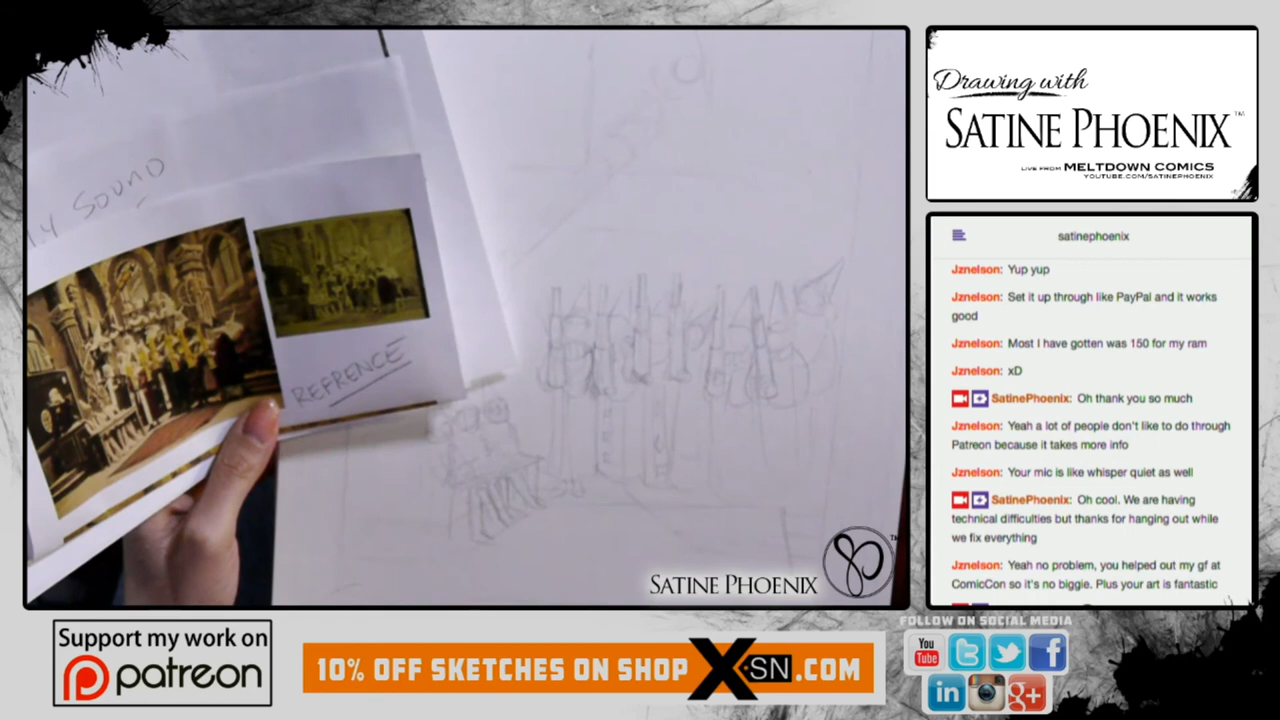 Drawing with
SATINE PHOENIX™
LIVE FROM MELTDOWN COMICS
YOUTUBE.COM/SATINEPHOENIX
SOUND
REFRENCE
SATINE PHOENIX
TM
satinephoenix
Jznelson: Yup yup
Jznelson: Set it up through like PayPal and it works
good
Jznelson: Most I have gotten was 150 for my ram
Jznelson: xD
SatinePhoenix: Oh thank you so much
Jznelson: Yeah a lot of people don't like to do through
Patreon because it takes more info
Jznelson: Your mic is like whisper quiet as well
SatinePhoenix: Oh cool. We are having
technical difficulties but thanks for hanging out while
we fix everything
Jznelson: Yeah no problem, you helped out my gf at
ComicCon so it's no biggie. Plus your art is fantastic
Support my work on
patreon
10% OFF SKETCHES ON SHOP X-SN.COM
FOLLOW ON SOCIAL MEDIA
You
Tube
in
g+